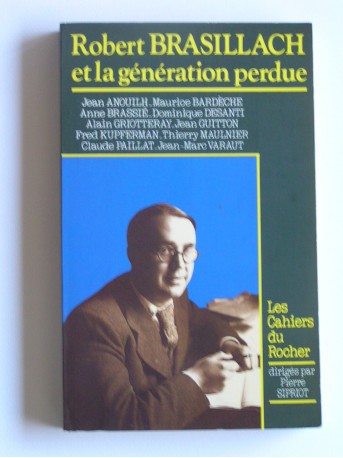 Robert BRASILLACH
et la génération perdue
Jean ANOUILH.Maurice BARDÈCHE
Anne BRASSIÉ.Dominique DESANTI
Alain GRIOTTERAY.Jean GUITTON
Fred KUPFERMAN.Thierry MAULNIER
Claude PAILLAT.Jean-Marc VARAUT
Les
Cahiers
du
Rocher
dirigés par
Pierre
SIPRIOT